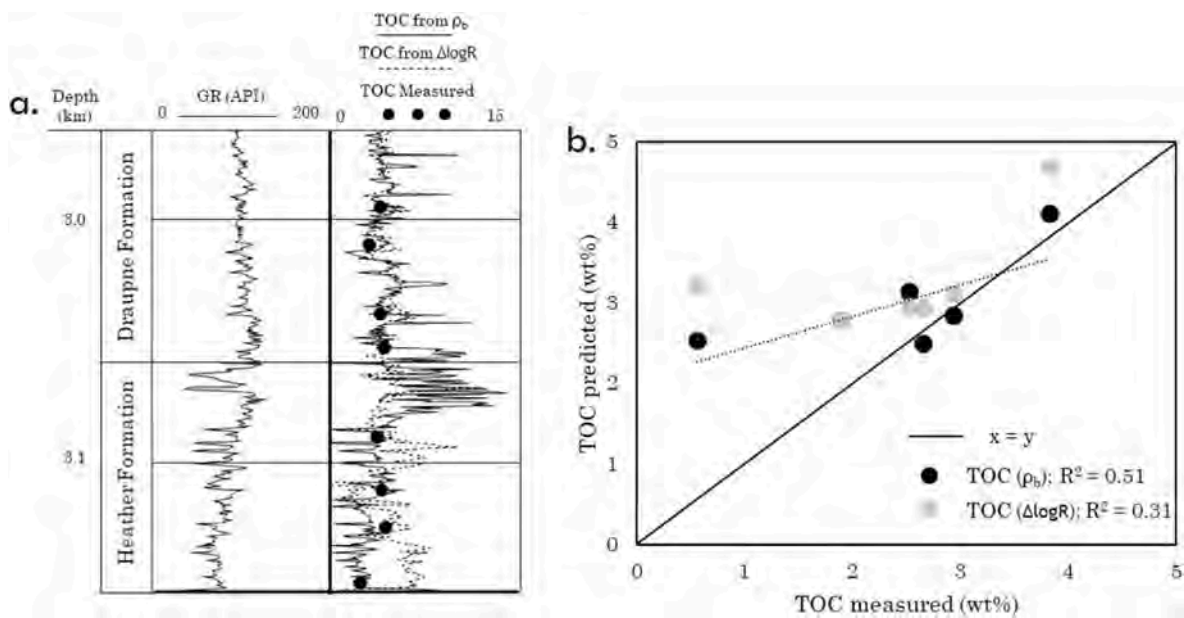 TOC from ρb
TOC from ΔlogR
TOC Measured
a.
Depth
(km)
GR (API)
0
200
0
15
3.0
3.1
Draupne Formation
Heather Formation
b.
TOC predicted (wt%)
5
4
3
2
1
0
x = y
TOC (ρb); R² = 0.51
TOC (ΔlogR); R² = 0.31
0
1
2
3
4
5
TOC measured (wt%)